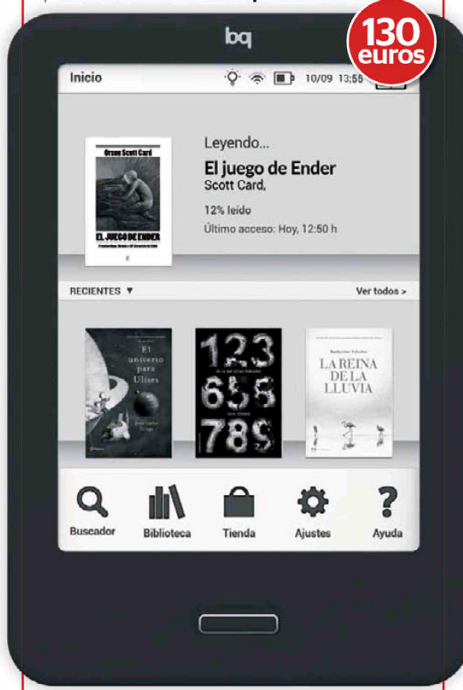 130
euros
bq
Inicio
10/09 13:55
Orson Scott Card
EL JUEGO DE ENDER
Leyendo...
El juego de Ender
Scott Card,
12% leído
Último acceso: Hoy, 12:50 h
RECIENTES ▼
Ver todos >
El
universo
para
Ulises
123
655
789
LA REINA
DE LA
LLUVIA
Buscador
Biblioteca
Tienda
Ajustes
Ayuda